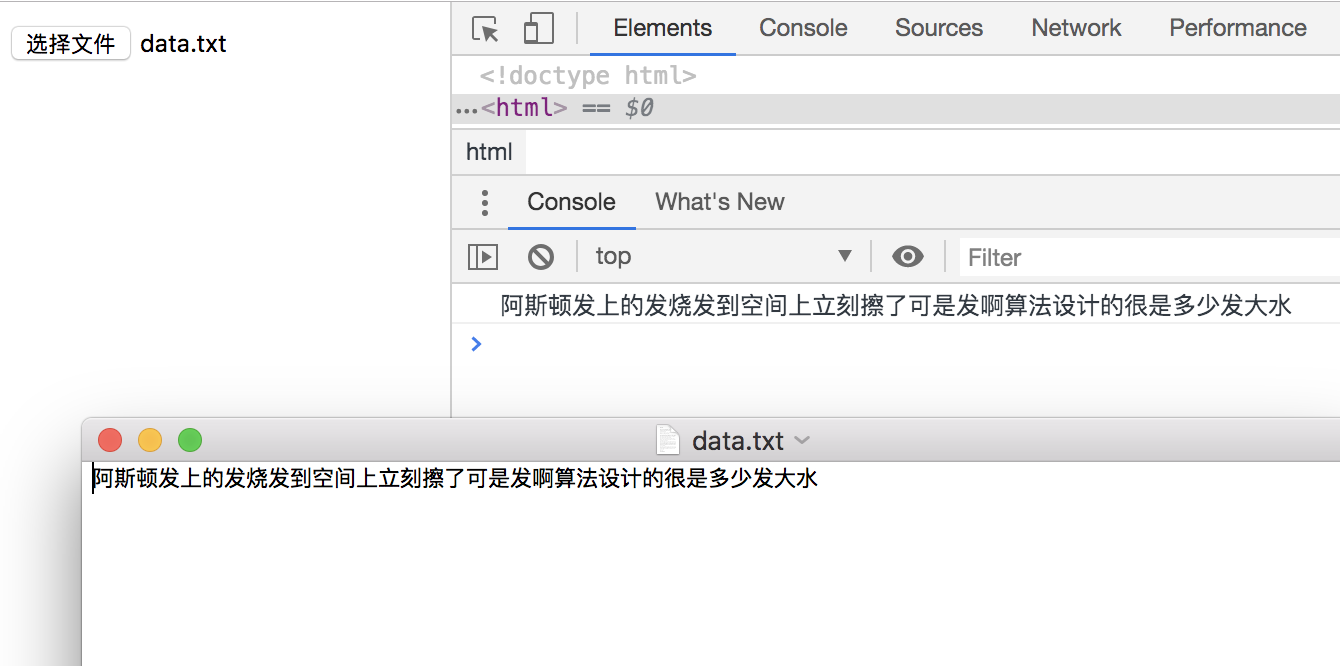 选择文件 data.txt
Elements Console Sources Network Performance
<!doctype html>
…<html> == $0
html
Console What's New
top Filter
阿斯顿发上的发烧发到空间上立刻擦了可是发啊算法设计的很是多少发大水
data.txt
阿斯顿发上的发烧发到空间上立刻擦了可是发啊算法设计的很是多少发大水